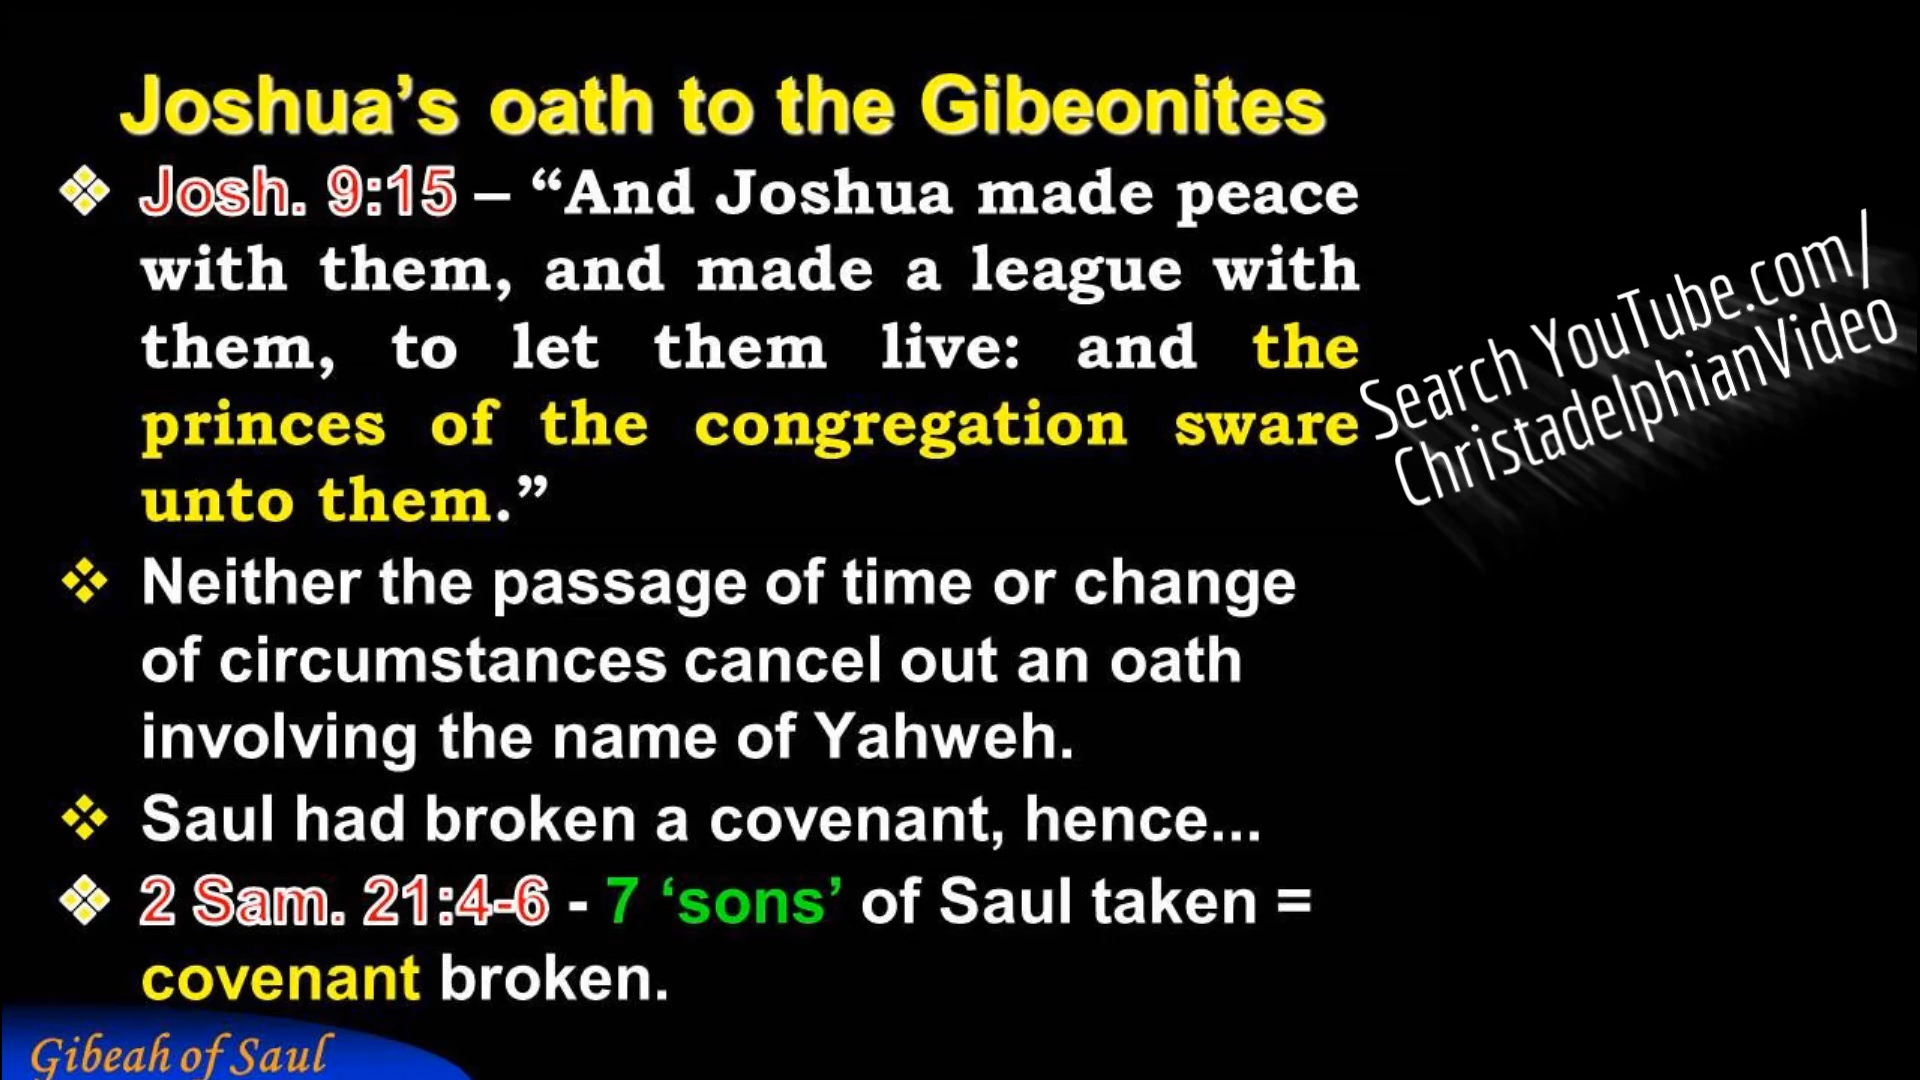 Joshua’s oath to the Gibeonites
Josh. 9:15 – “And Joshua made peace
with them, and made a league with
them, to let them live: and the
princes of the congregation sware
unto them.”
Neither the passage of time or change
of circumstances cancel out an oath
involving the name of Yahweh.
Saul had broken a covenant, hence...
2 Sam. 21:4-6 - 7 ‘sons’ of Saul taken =
covenant broken.
Gibeah of Saul
Search YouTube.com/
ChristadelphianVideo